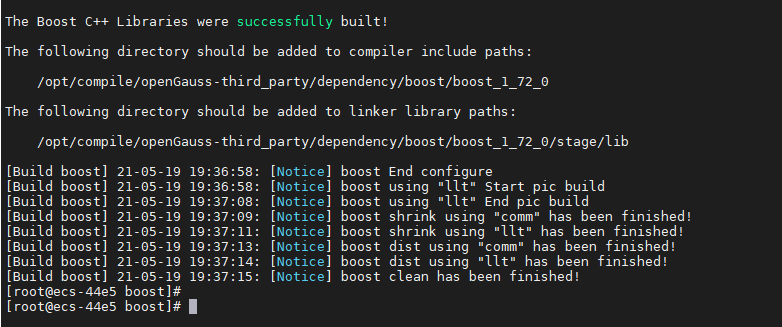 The Boost C++ Libraries were successfully built!
The following directory should be added to compiler include paths:
/opt/compile/openGauss-third_party/dependency/boost/boost_1_72_0
The following directory should be added to linker library paths:
/opt/compile/openGauss-third_party/dependency/boost/boost_1_72_0/stage/lib
[Build boost] 21-05-19 19:36:58: [Notice] boost End configure
[Build boost] 21-05-19 19:36:58: [Notice] boost using "llt" Start pic build
[Build boost] 21-05-19 19:37:08: [Notice] boost using "llt" End pic build
[Build boost] 21-05-19 19:37:09: [Notice] boost shrink using "comm" has been finished!
[Build boost] 21-05-19 19:37:11: [Notice] boost shrink using "llt" has been finished!
[Build boost] 21-05-19 19:37:13: [Notice] boost dist using "comm" has been finished!
[Build boost] 21-05-19 19:37:14: [Notice] boost dist using "llt" has been finished!
[Build boost] 21-05-19 19:37:15: [Notice] boost clean has been finished!
[root@ecs-44e5 boost]#
[root@ecs-44e5 boost]#